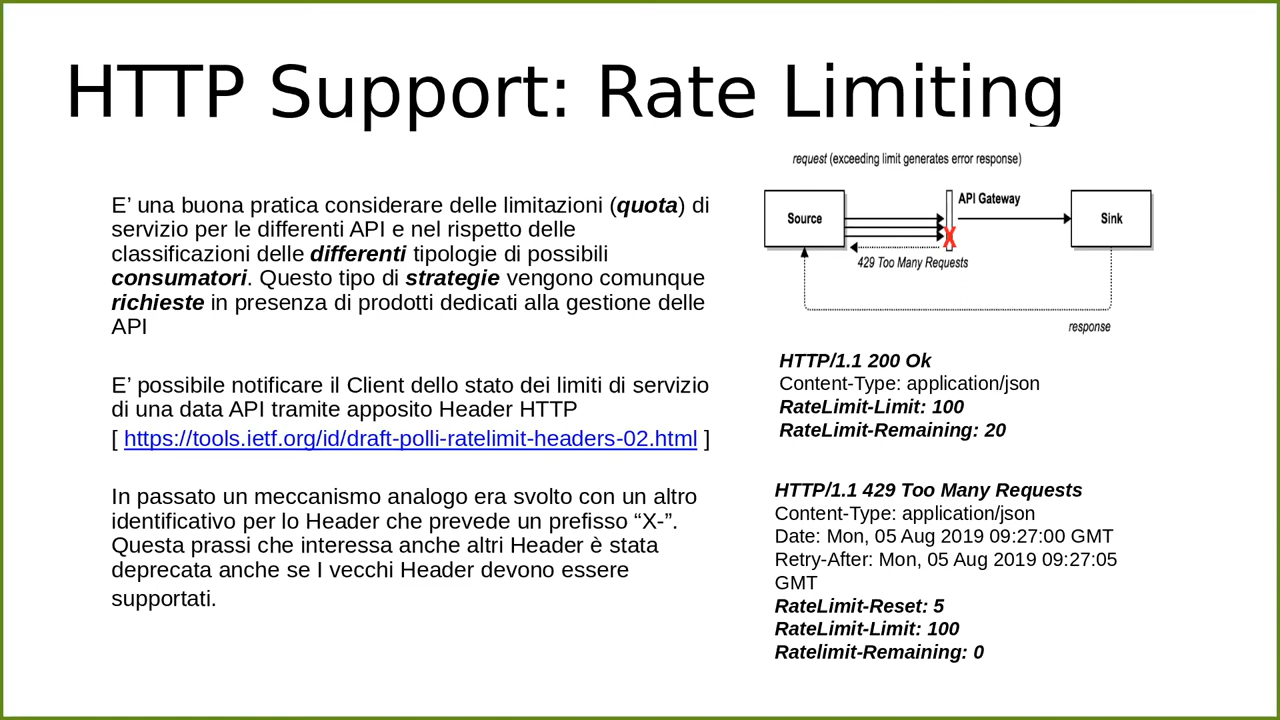 HTTP Support: Rate Limiting
E’ una buona pratica considerare delle limitazioni (quota) di
servizio per le differenti API e nel rispetto delle
classificazioni delle differenti tipologie di possibili
consumatori. Questo tipo di strategie vengono comunque
richieste in presenza di prodotti dedicati alla gestione delle
API
E’ possibile notificare il Client dello stato dei limiti di servizio
di una data API tramite apposito Header HTTP
[ https://tools.ietf.org/id/draft-polli-ratelimit-headers-02.html ]
In passato un meccanismo analogo era svolto con un altro
identificativo per lo Header che prevede un prefisso “X-”.
Questa prassi che interessa anche altri Header è stata
deprecata anche se I vecchi Header devono essere
supportati.
request (exceeding limit generates error response)
Source
API Gateway
Sink
429 Too Many Requests
response
HTTP/1.1 200 Ok
Content-Type: application/json
RateLimit-Limit: 100
RateLimit-Remaining: 20
HTTP/1.1 429 Too Many Requests
Content-Type: application/json
Date: Mon, 05 Aug 2019 09:27:00 GMT
Retry-After: Mon, 05 Aug 2019 09:27:05
GMT
RateLimit-Reset: 5
RateLimit-Limit: 100
Ratelimit-Remaining: 0